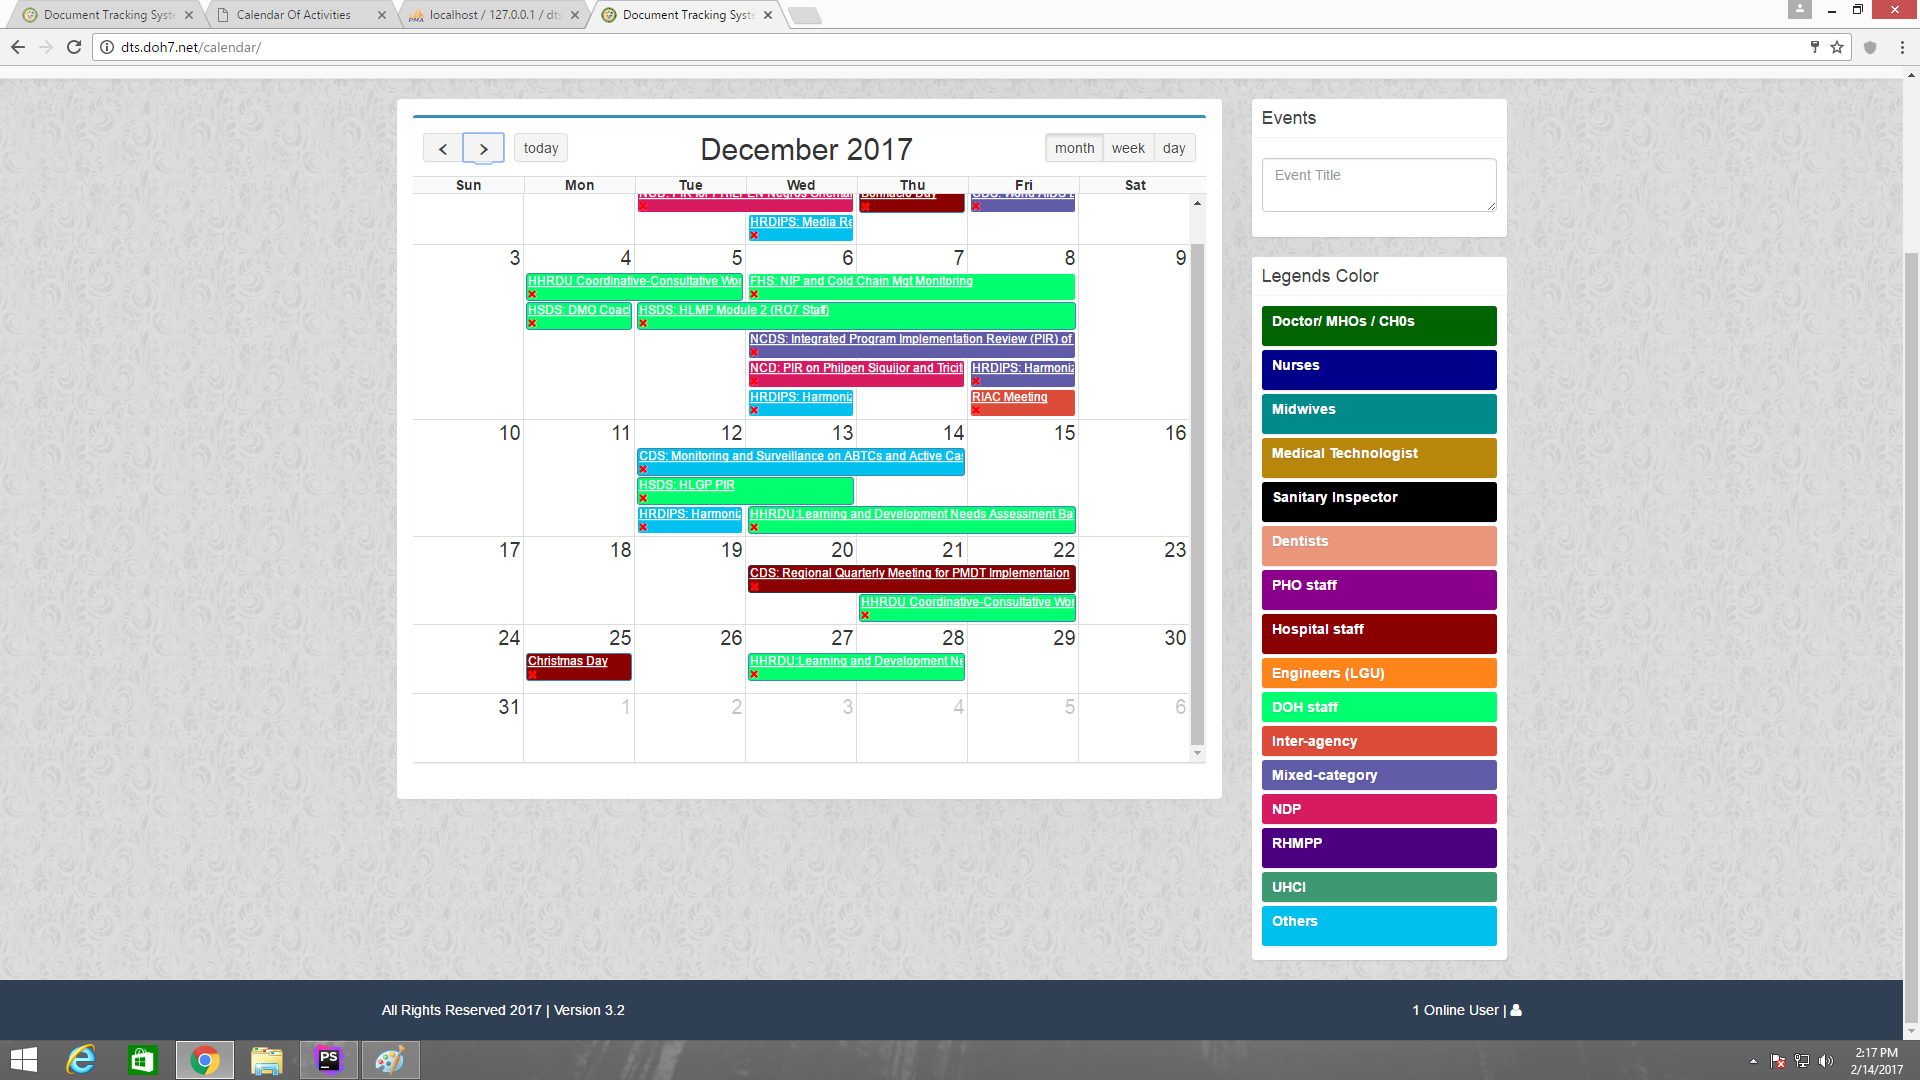 Document Tracking Syste
Calendar Of Activities
localhost / 127.0.0.1 / dts
Document Tracking Syste
dts.doh7.net/calendar/
today
December 2017
month week day
Sun Mon Tue Wed Thu Fri Sat
HRDIPS: Media Re
3 4 5 6 7 8 9
HHRDU Coordinative-Consultative Wor
FHS: NIP and Cold Chain Mgt Monitoring
HSDS: DMO Coac
HSDS: HLMP Module 2 (RO7 Staff)
NCDS: Integrated Program Implementation Review (PIR) of
NCD: PIR on Philpen Siquijor and Tricit
HRDIPS: Harmoniz
HRDIPS: Harmoniz
RIAC Meeting
10 11 12 13 14 15 16
CDS: Monitoring and Surveillance on ABTCs and Active Cas
HSDS: HLGP PIR
HRDIPS: Harmoniz
HHRDU:Learning and Development Needs Assessment Ba
17 18 19 20 21 22 23
CDS: Regional Quarterly Meeting for PMDT Implementaion
HHRDU Coordinative-Consultative Wor
24 25 26 27 28 29 30
Christmas Day
HHRDU:Learning and Development Ne
31 1 2 3 4 5 6
Events
Event Title
Legends Color
Doctor/ MHOs / CH0s
Nurses
Midwives
Medical Technologist
Sanitary Inspector
Dentists
PHO staff
Hospital staff
Engineers (LGU)
DOH staff
Inter-agency
Mixed-category
NDP
RHMPP
UHCI
Others
All Rights Reserved 2017 | Version 3.2
1 Online User |
PS
2:17 PM
2/14/2017